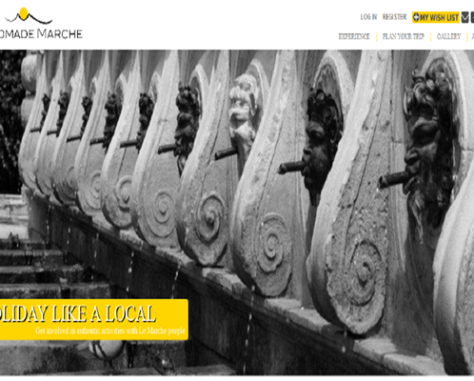 OMADE MARCHE
LOG IN REGISTER MY WISH LIST
EXPERIENCE PLAN YOUR TRIP GALLERY
OLIDAY LIKE A LOCAL
Get involved in authentic activities with Le Marche people